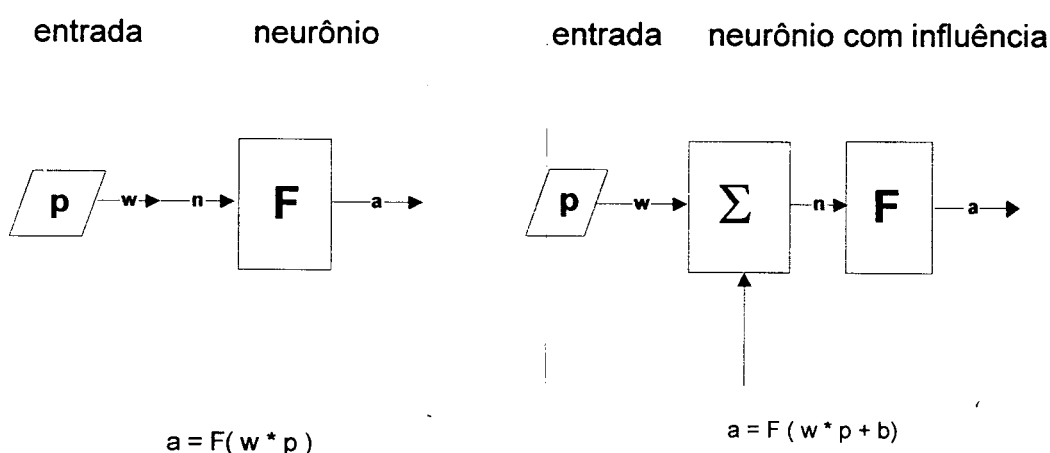 entrada neurônio
entrada neurônio com influência
p w n F a
p w Σ n F a
a = F( w * p )
a = F ( w * p + b)